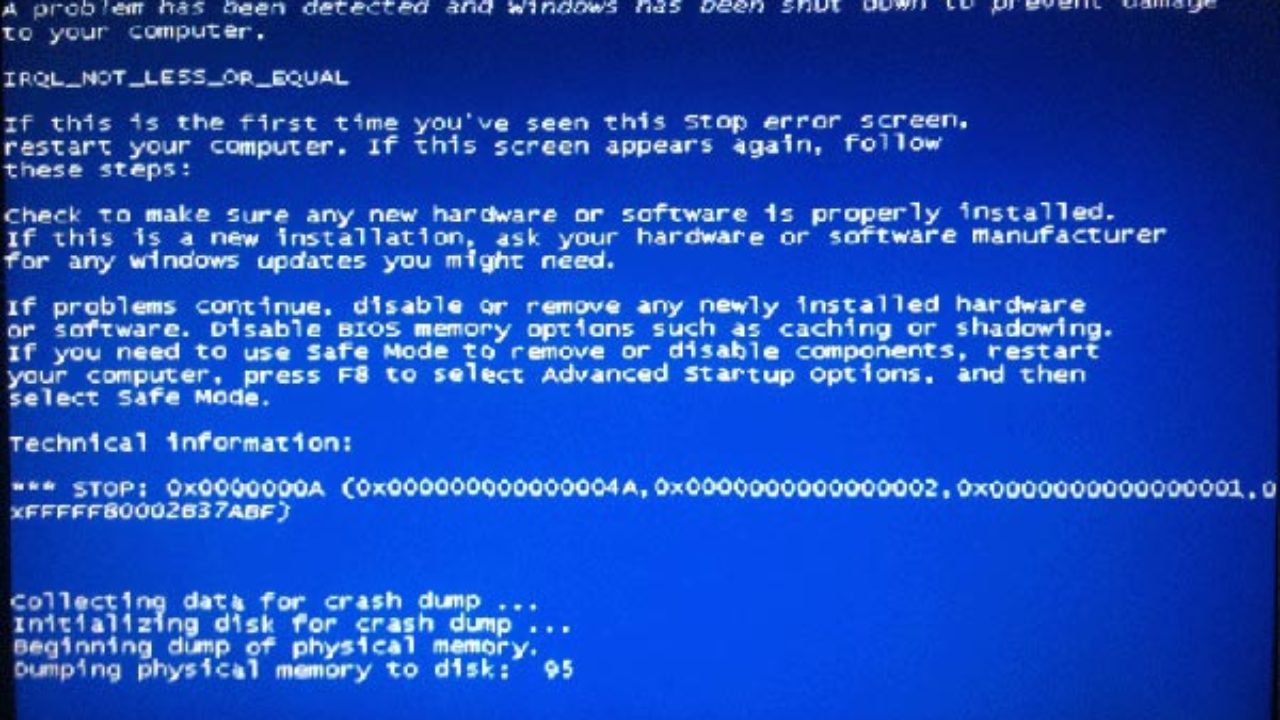 A problem has been detected and windows has been shut down to prevent damage
to your computer.
IRQL_NOT_LESS_OR_EQUAL
If this is the first time you've seen this Stop error screen,
restart your computer. If this screen appears again, follow
these steps:
Check to make sure any new hardware or software is properly installed.
If this is a new installation, ask your hardware or software manufacturer
for any windows updates you might need.
If problems continue, disable or remove any newly installed hardware
or software. Disable BIOS memory options such as caching or shadowing.
If you need to use Safe Mode to remove or disable components, restart
your computer, press F8 to select Advanced Startup Options, and then
select Safe Mode.
Technical information:
*** STOP: 0x0000000A (0x000000000000004A,0x0000000000000002,0x0000000000000001,0
xFFFFF80002B37ABF)
Collecting data for crash dump ...
Initializing disk for crash dump ...
Beginning dump of physical memory.
Dumping physical memory to disk:  95